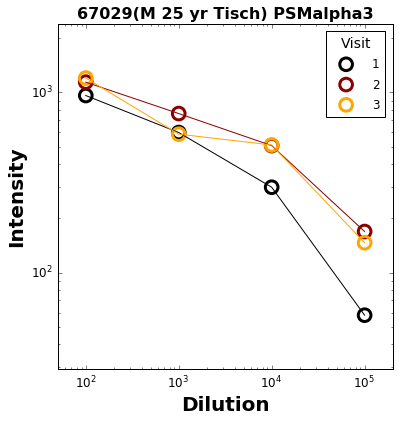 67029(M 25 yr Tisch) PSMalpha3
Visit
1
2
3
10³
10²
Intensity
10² 10³ 10⁴ 10⁵
Dilution